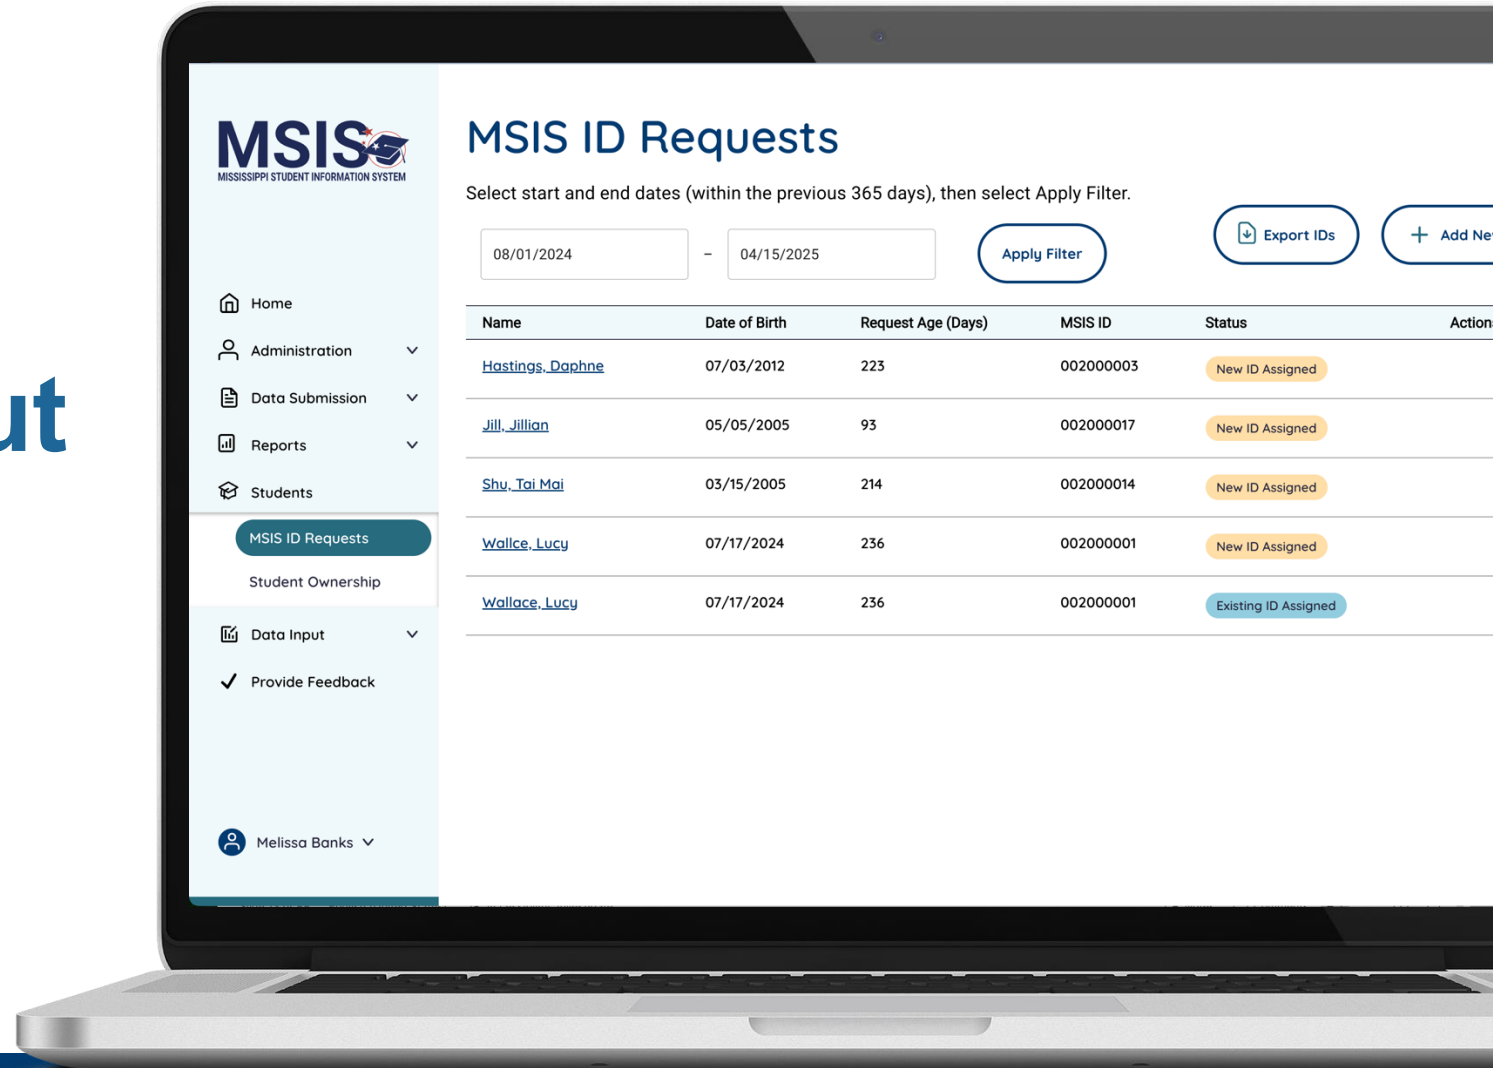 ut
MSIS
MISSISSIPPI STUDENT INFORMATION SYSTEM
Home
Administration
Data Submission
Reports
Students
MSIS ID Requests
Student Ownership
Data Input
Provide Feedback
Melissa Banks
MSIS ID Requests
Select start and end dates (within the previous 365 days), then select Apply Filter.
08/01/2024 – 04/15/2025 Apply Filter Export IDs + Add Ne
Name Date of Birth Request Age (Days) MSIS ID Status Action
Hastings, Daphne 07/03/2012 223 002000003 New ID Assigned
Jill, Jillian 05/05/2005 93 002000017 New ID Assigned
Shu, Tai Mai 03/15/2005 214 002000014 New ID Assigned
Wallce, Lucy 07/17/2024 236 002000001 New ID Assigned
Wallace, Lucy 07/17/2024 236 002000001 Existing ID Assigned